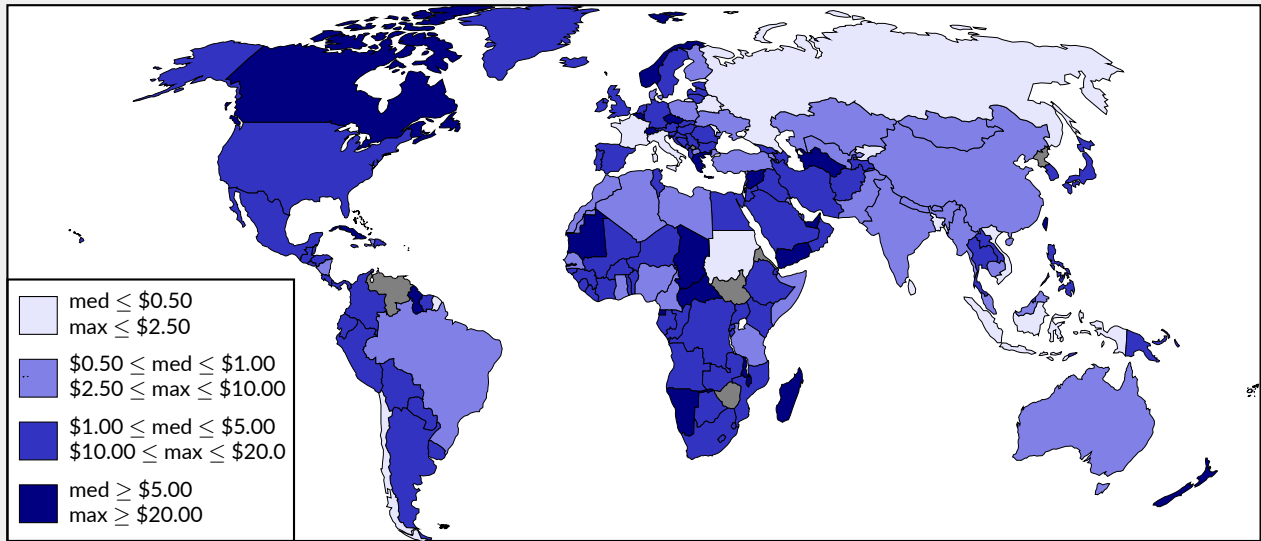 med ≤ $0.50
max ≤ $2.50
$0.50 ≤ med ≤ $1.00
$2.50 ≤ max ≤ $10.00
$1.00 ≤ med ≤ $5.00
$10.00 ≤ max ≤ $20.0
med ≥ $5.00
max ≥ $20.00